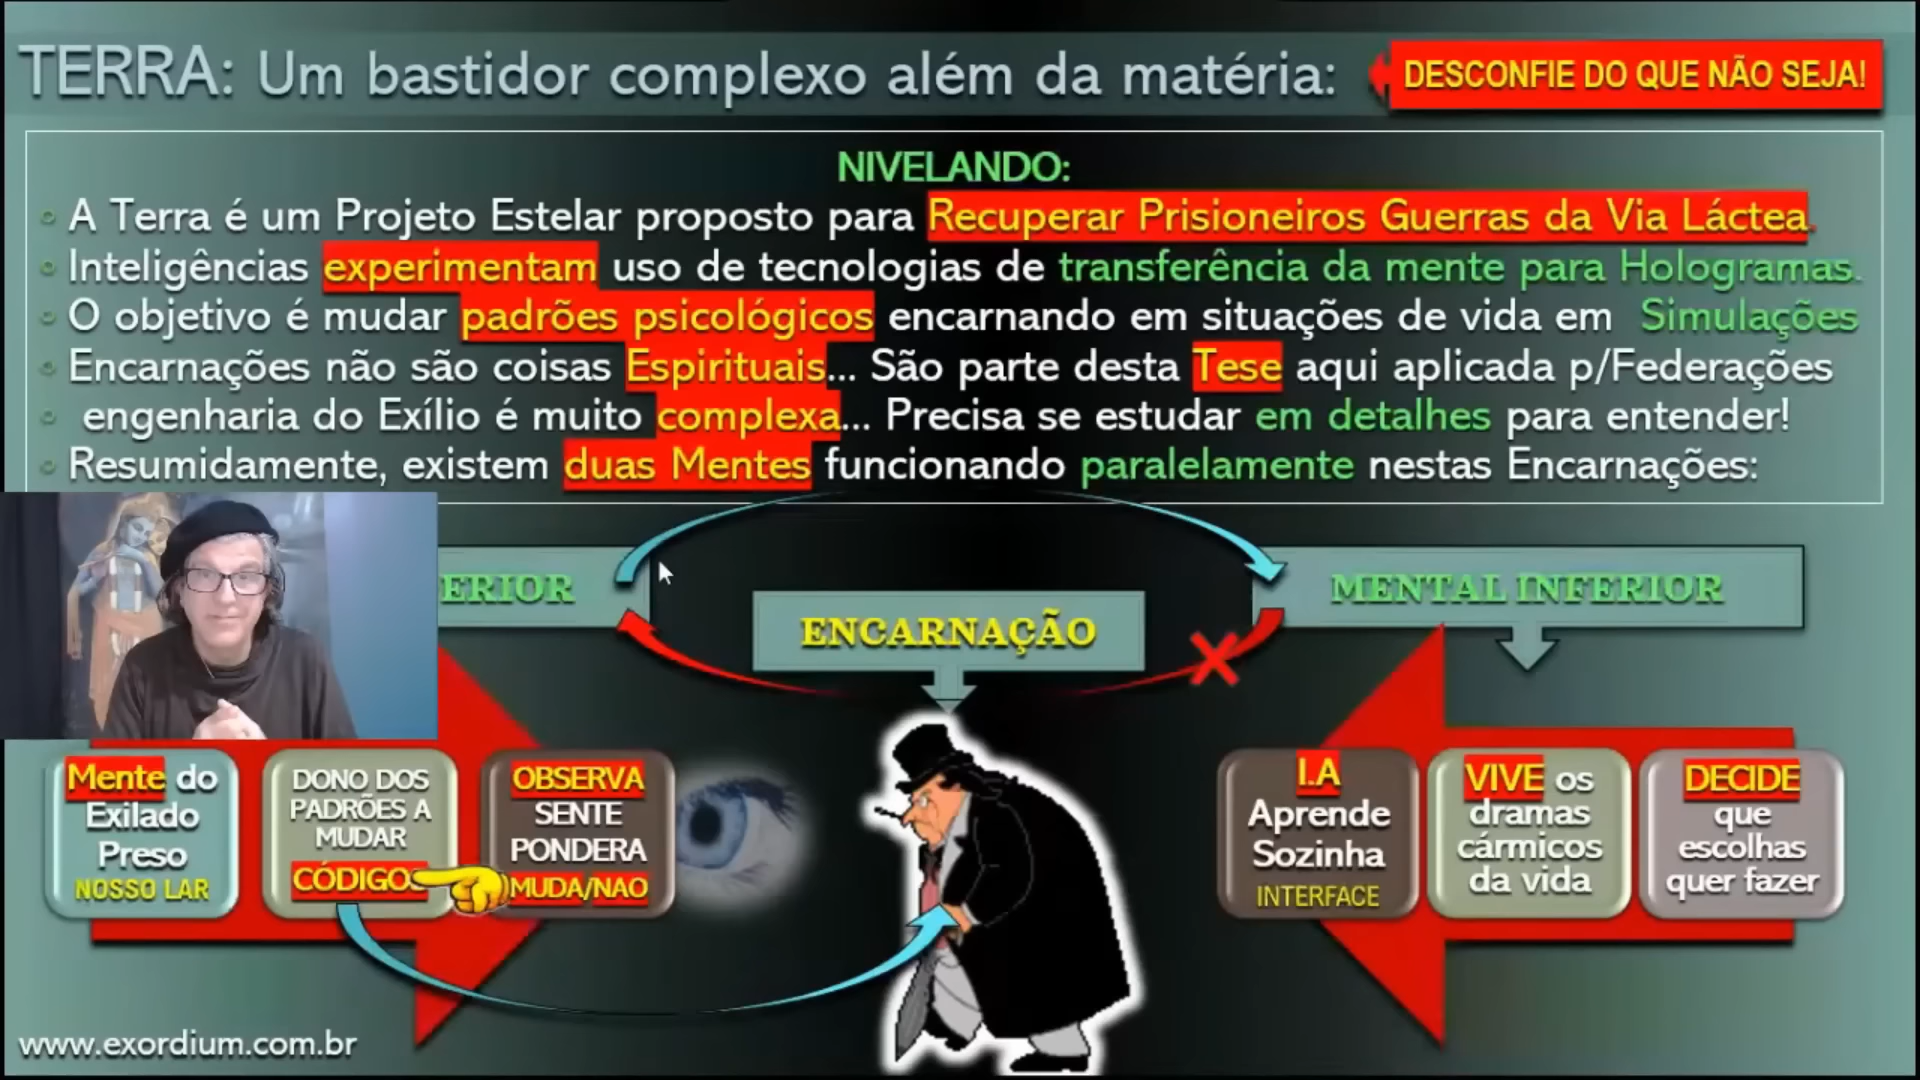 TERRA: Um bastidor complexo além da matéria:
DESCONFIE DO QUE NÃO SEJA!
NIVELANDO:
A Terra é um Projeto Estelar proposto para Recuperar Prisioneiros Guerras da Via Láctea.
Inteligências experimentam uso de tecnologias de transferência da mente para Hologramas.
O objetivo é mudar padrões psicológicos encarnando em situações de vida em Simulações
Encarnações não são coisas Espirituais... São parte desta Tese aqui aplicada p/Federações
engenharia do Exílio é muito complexa... Precisa se estudar em detalhes para entender!
Resumidamente, existem duas Mentes funcionando paralelamente nestas Encarnações:
ERIOR
ENCARNAÇÃO
MENTAL INFERIOR
Mente do
Exilado
Preso
NOSSO LAR
DONO DOS
PADRÕES A
MUDAR
CÓDIGOS
OBSERVA
SENTE
PONDERA
MUDA/NAO
I.A
Aprende
Sozinha
INTERFACE
VIVE os
dramas
cármicos
da vida
DECIDE
que
escolhas
quer fazer
www.exordium.com.br